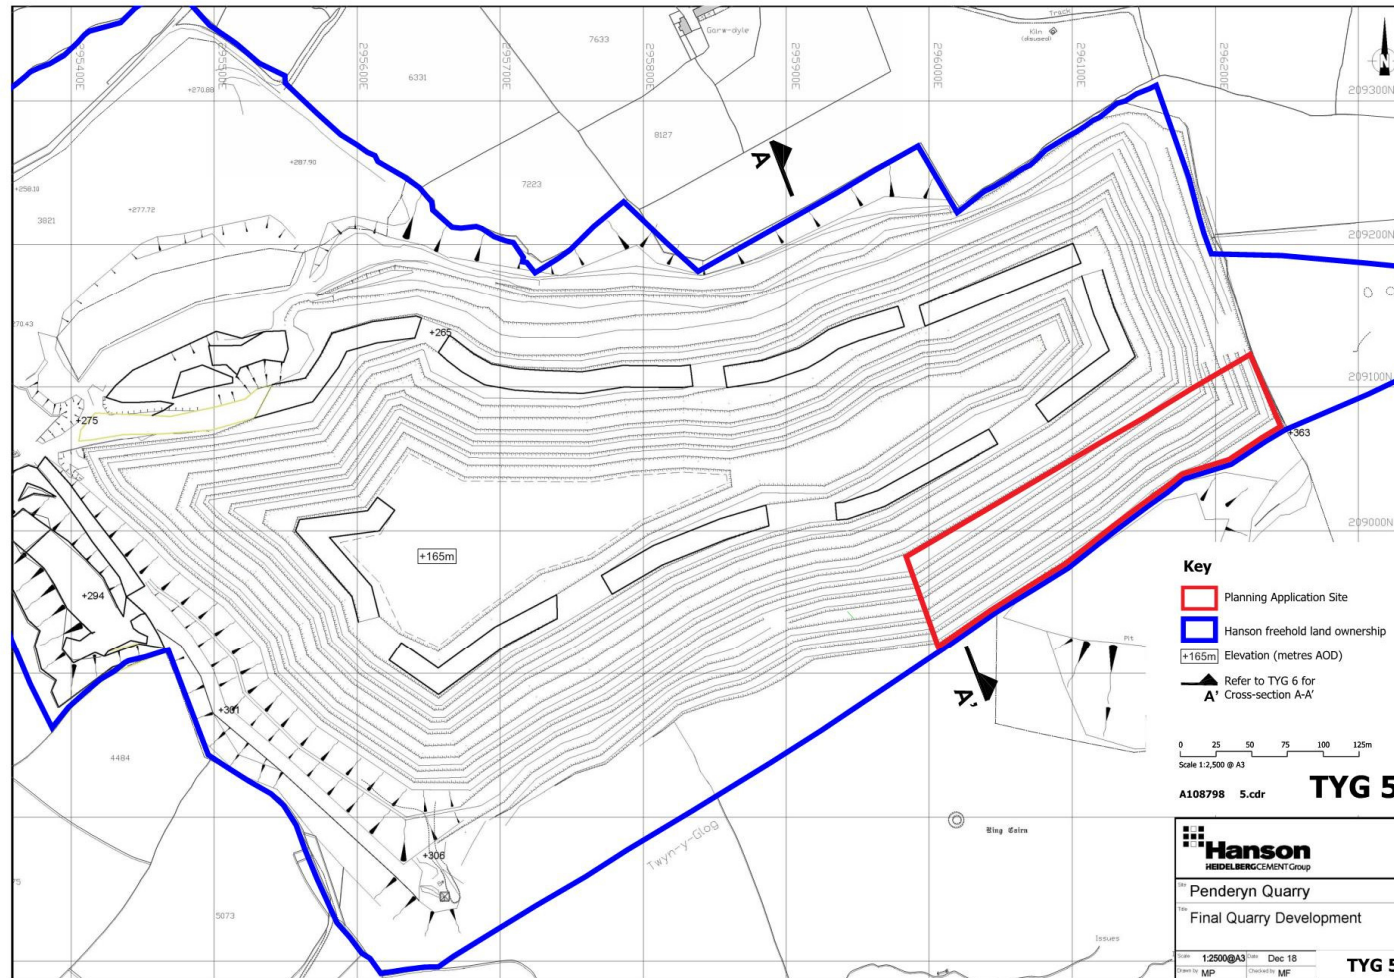 295400E
295500E
295600E
295700E
295800E
295900E
296000E
296100E
296200E
Track
Kiln
(disused)
Garw-dyle
7633
6331
8127
7223
3821
N
209300N
209200N
209100N
209000N
+270.88
+287.90
+258.10
+277.72
A
+265
+275
+363
+165m
+294
+301
+306
4484
5073
A'
Pit
Twyn-y-Glog
Ring Cairn
Issues
Key
Planning Application Site
Hanson freehold land ownership
+165m Elevation (metres AOD)
Refer to TYG 6 for
A' Cross-section A-A'
0 25 50 75 100 125m
Scale 1:2,500 @ A3
A108798 5.cdr TYG 5
Hanson
HEIDELBERGCEMENT Group
Site Penderyn Quarry
Title Final Quarry Development
Scale 1:2500@A3 Date Dec 18
Drawn by MP Checked by MF
TYG 5